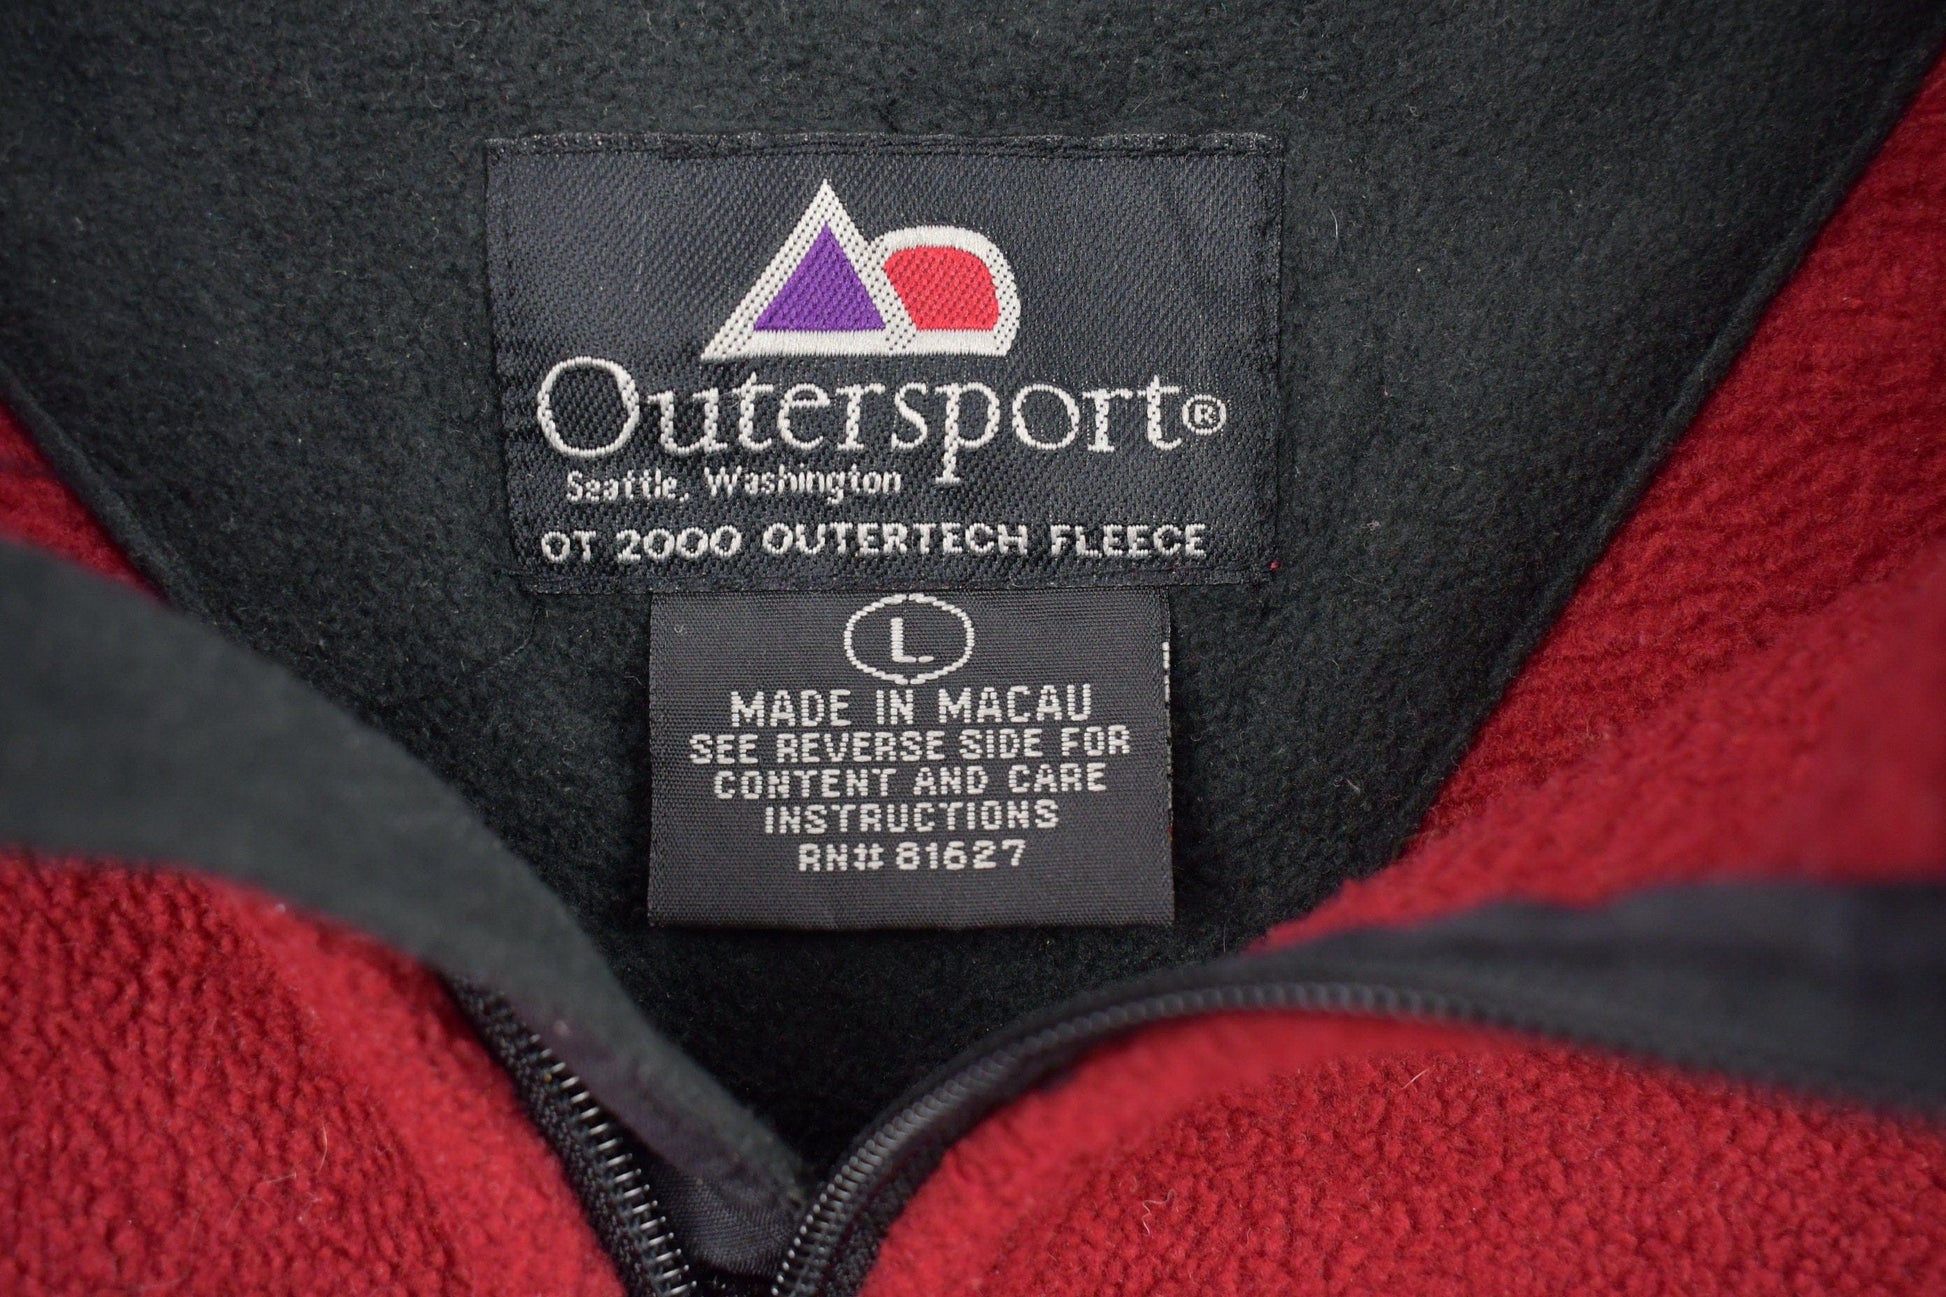 Outersport®
Seattle, Washington
OT 2000 OUTERTECH FLEECE
L
MADE IN MACAU
SEE REVERSE SIDE FOR
CONTENT AND CARE
INSTRUCTIONS
RN# 81627